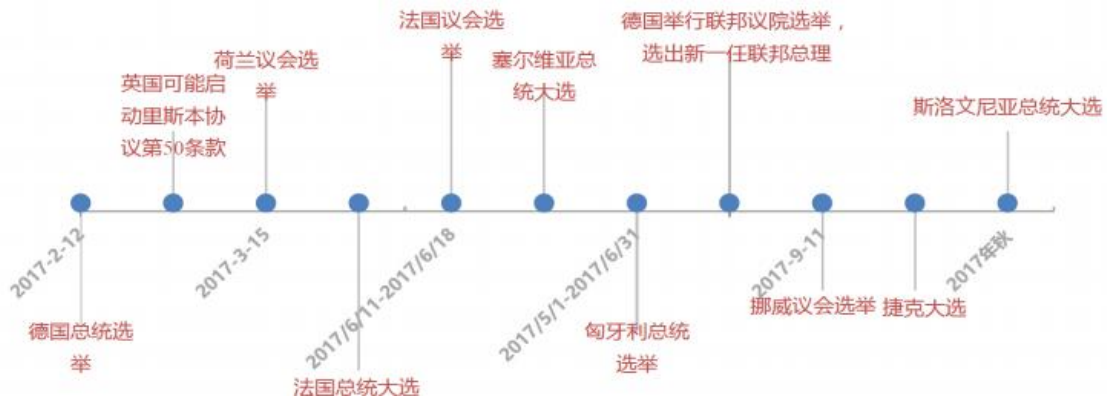 法国议会选
举
德国举行联邦议院选举，
选出新一任联邦总理
荷兰议会选
举
塞尔维亚总
统大选
英国可能启
动里斯本协
议第50条款
斯洛文尼亚总统大选
2017-2-12
2017-3-15
2017/6/11-2017/6/18
2017/5/1-2017/6/31
2017-9-11
2017年秋
德国总统选
举
法国总统大选
匈牙利总统
选举
挪威议会选举
捷克大选